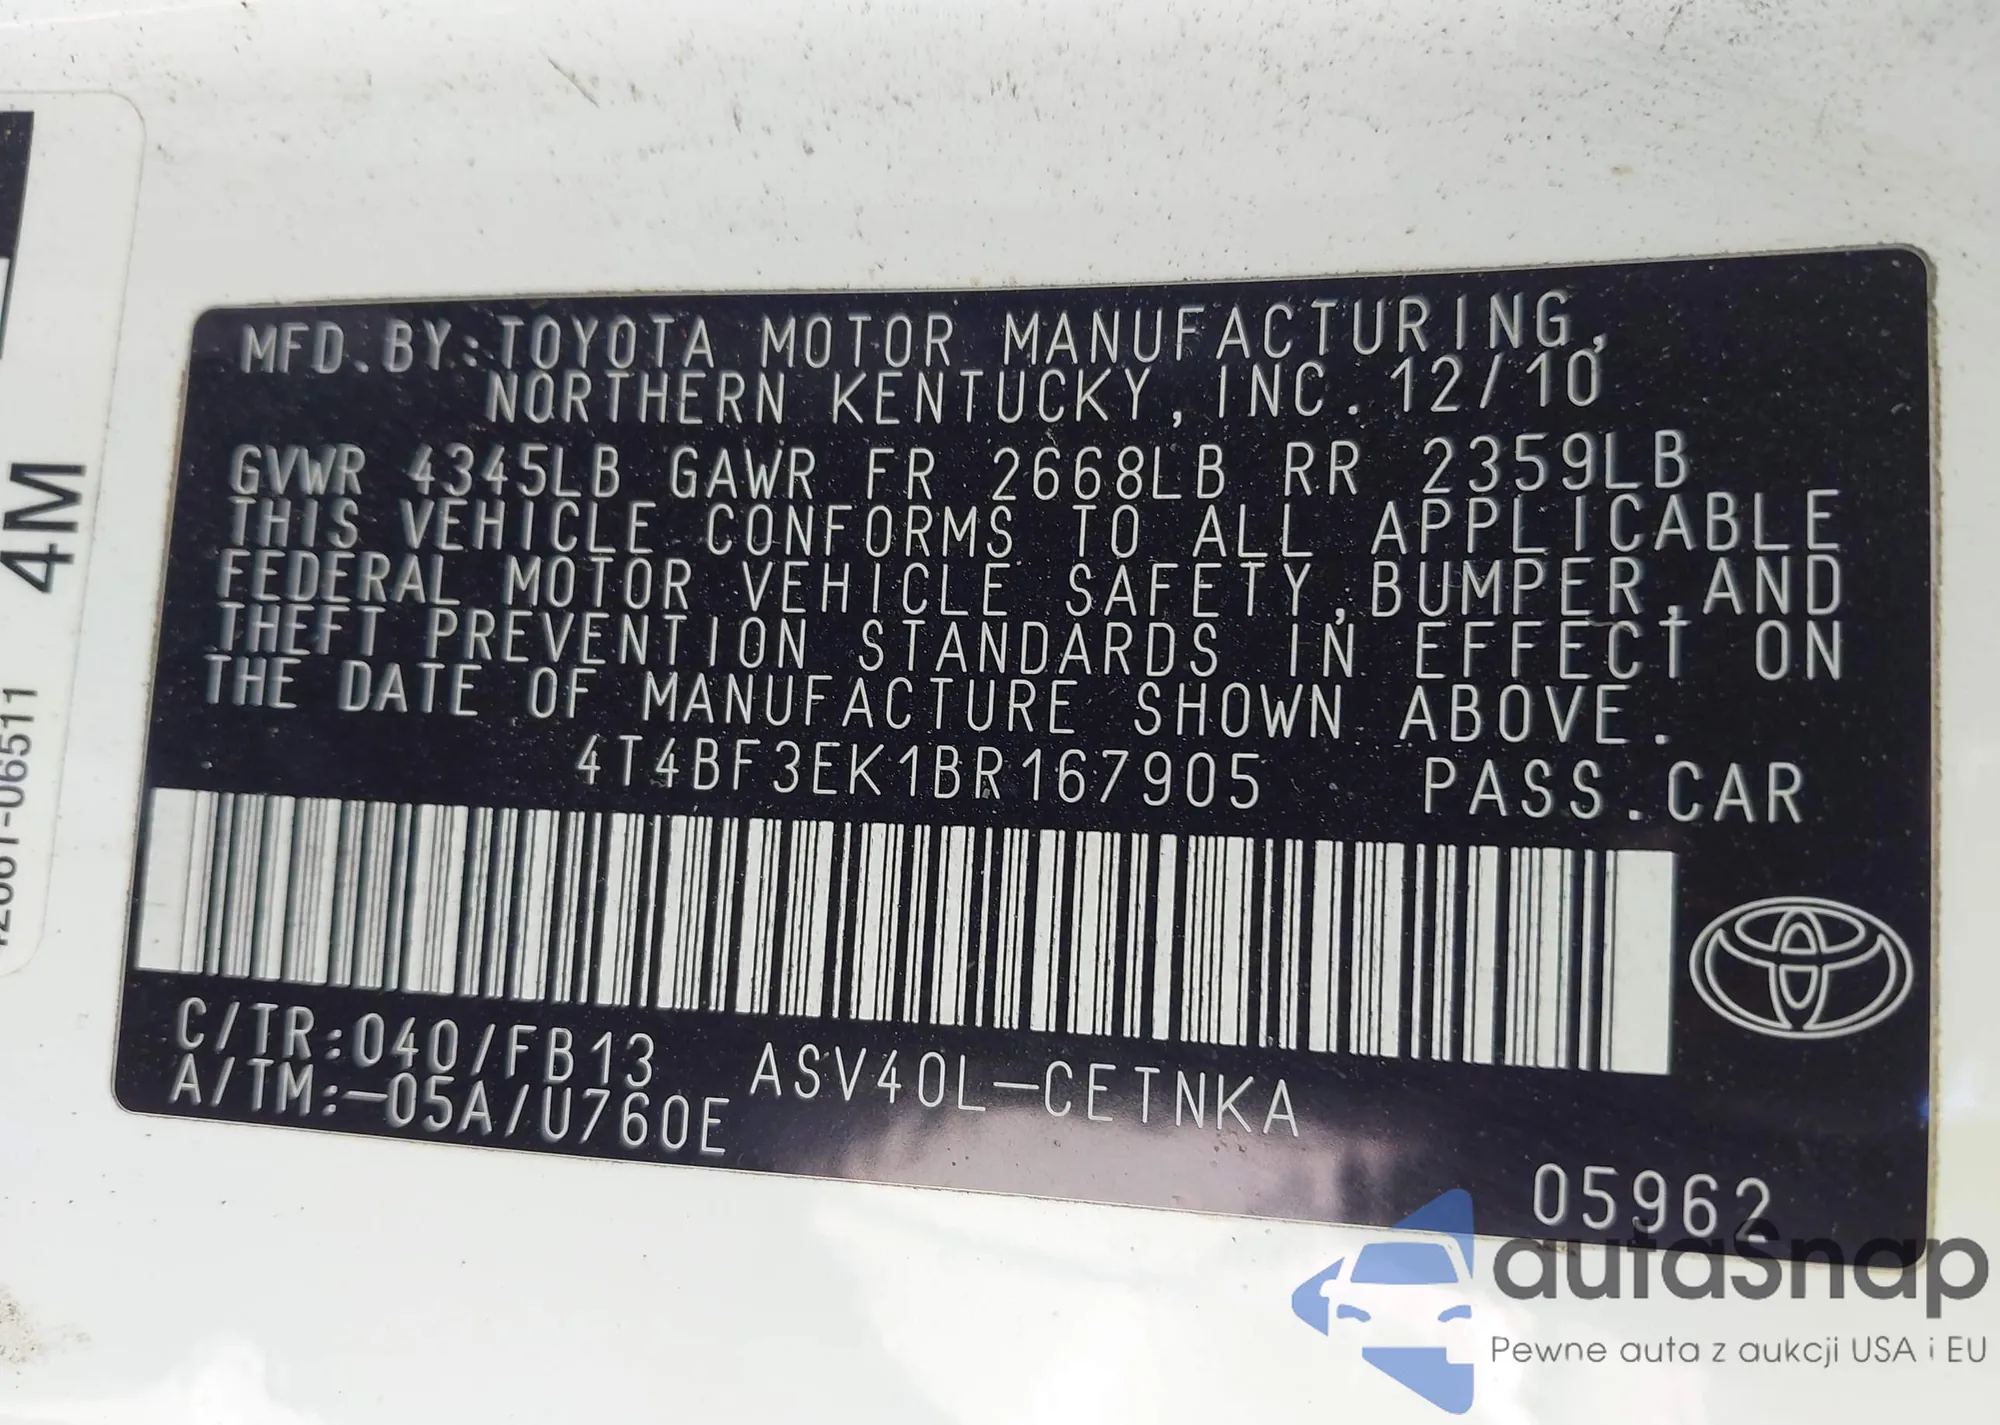 MFD. BY: TOYOTA MOTOR MANUFACTURING,
NORTHERN KENTUCKY, INC. 12/10
GVWR 4345LB GAWR FR 2668LB RR 2359LB
THIS VEHICLE CONFORMS TO ALL APPLICABLE
FEDERAL MOTOR VEHICLE SAFETY, BUMPER, AND
THEFT PREVENTION STANDARDS IN EFFECT ON
THE DATE OF MANUFACTURE SHOWN ABOVE.
4T4BF3EK1BR167905 PASS. CAR
C/TR:040/FB13 ASV40L-CETNKA
A/TM:-05A/U760E
05962
4M
autaSnap
Pewne auta z aukcji USA i EU